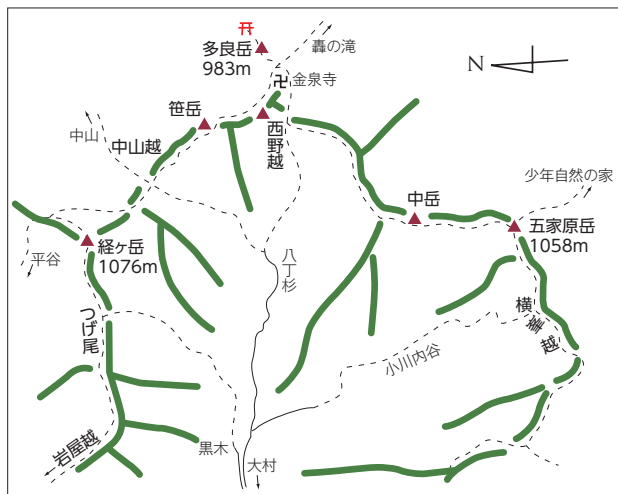 轟の滝
多良岳
983m
卍
金泉寺
N
笹岳
西野越
中山
中山越
少年自然の家
中岳
五家原岳
1058m
平谷
経ヶ岳
1076m
八丁杉
つげ尾
横峯越
小川内谷
岩屋越
黒木
大村